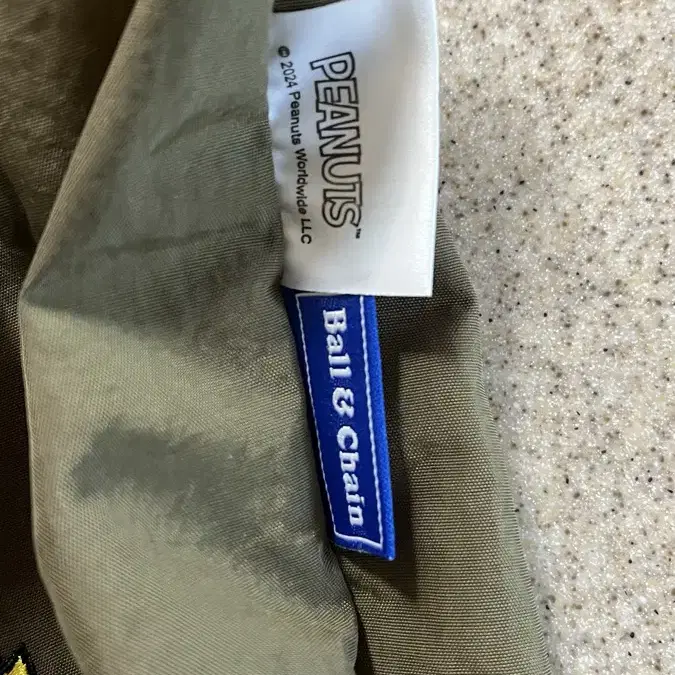 PEANUTS™
© 2024 Peanuts Worldwide LLC
Ball & Chain